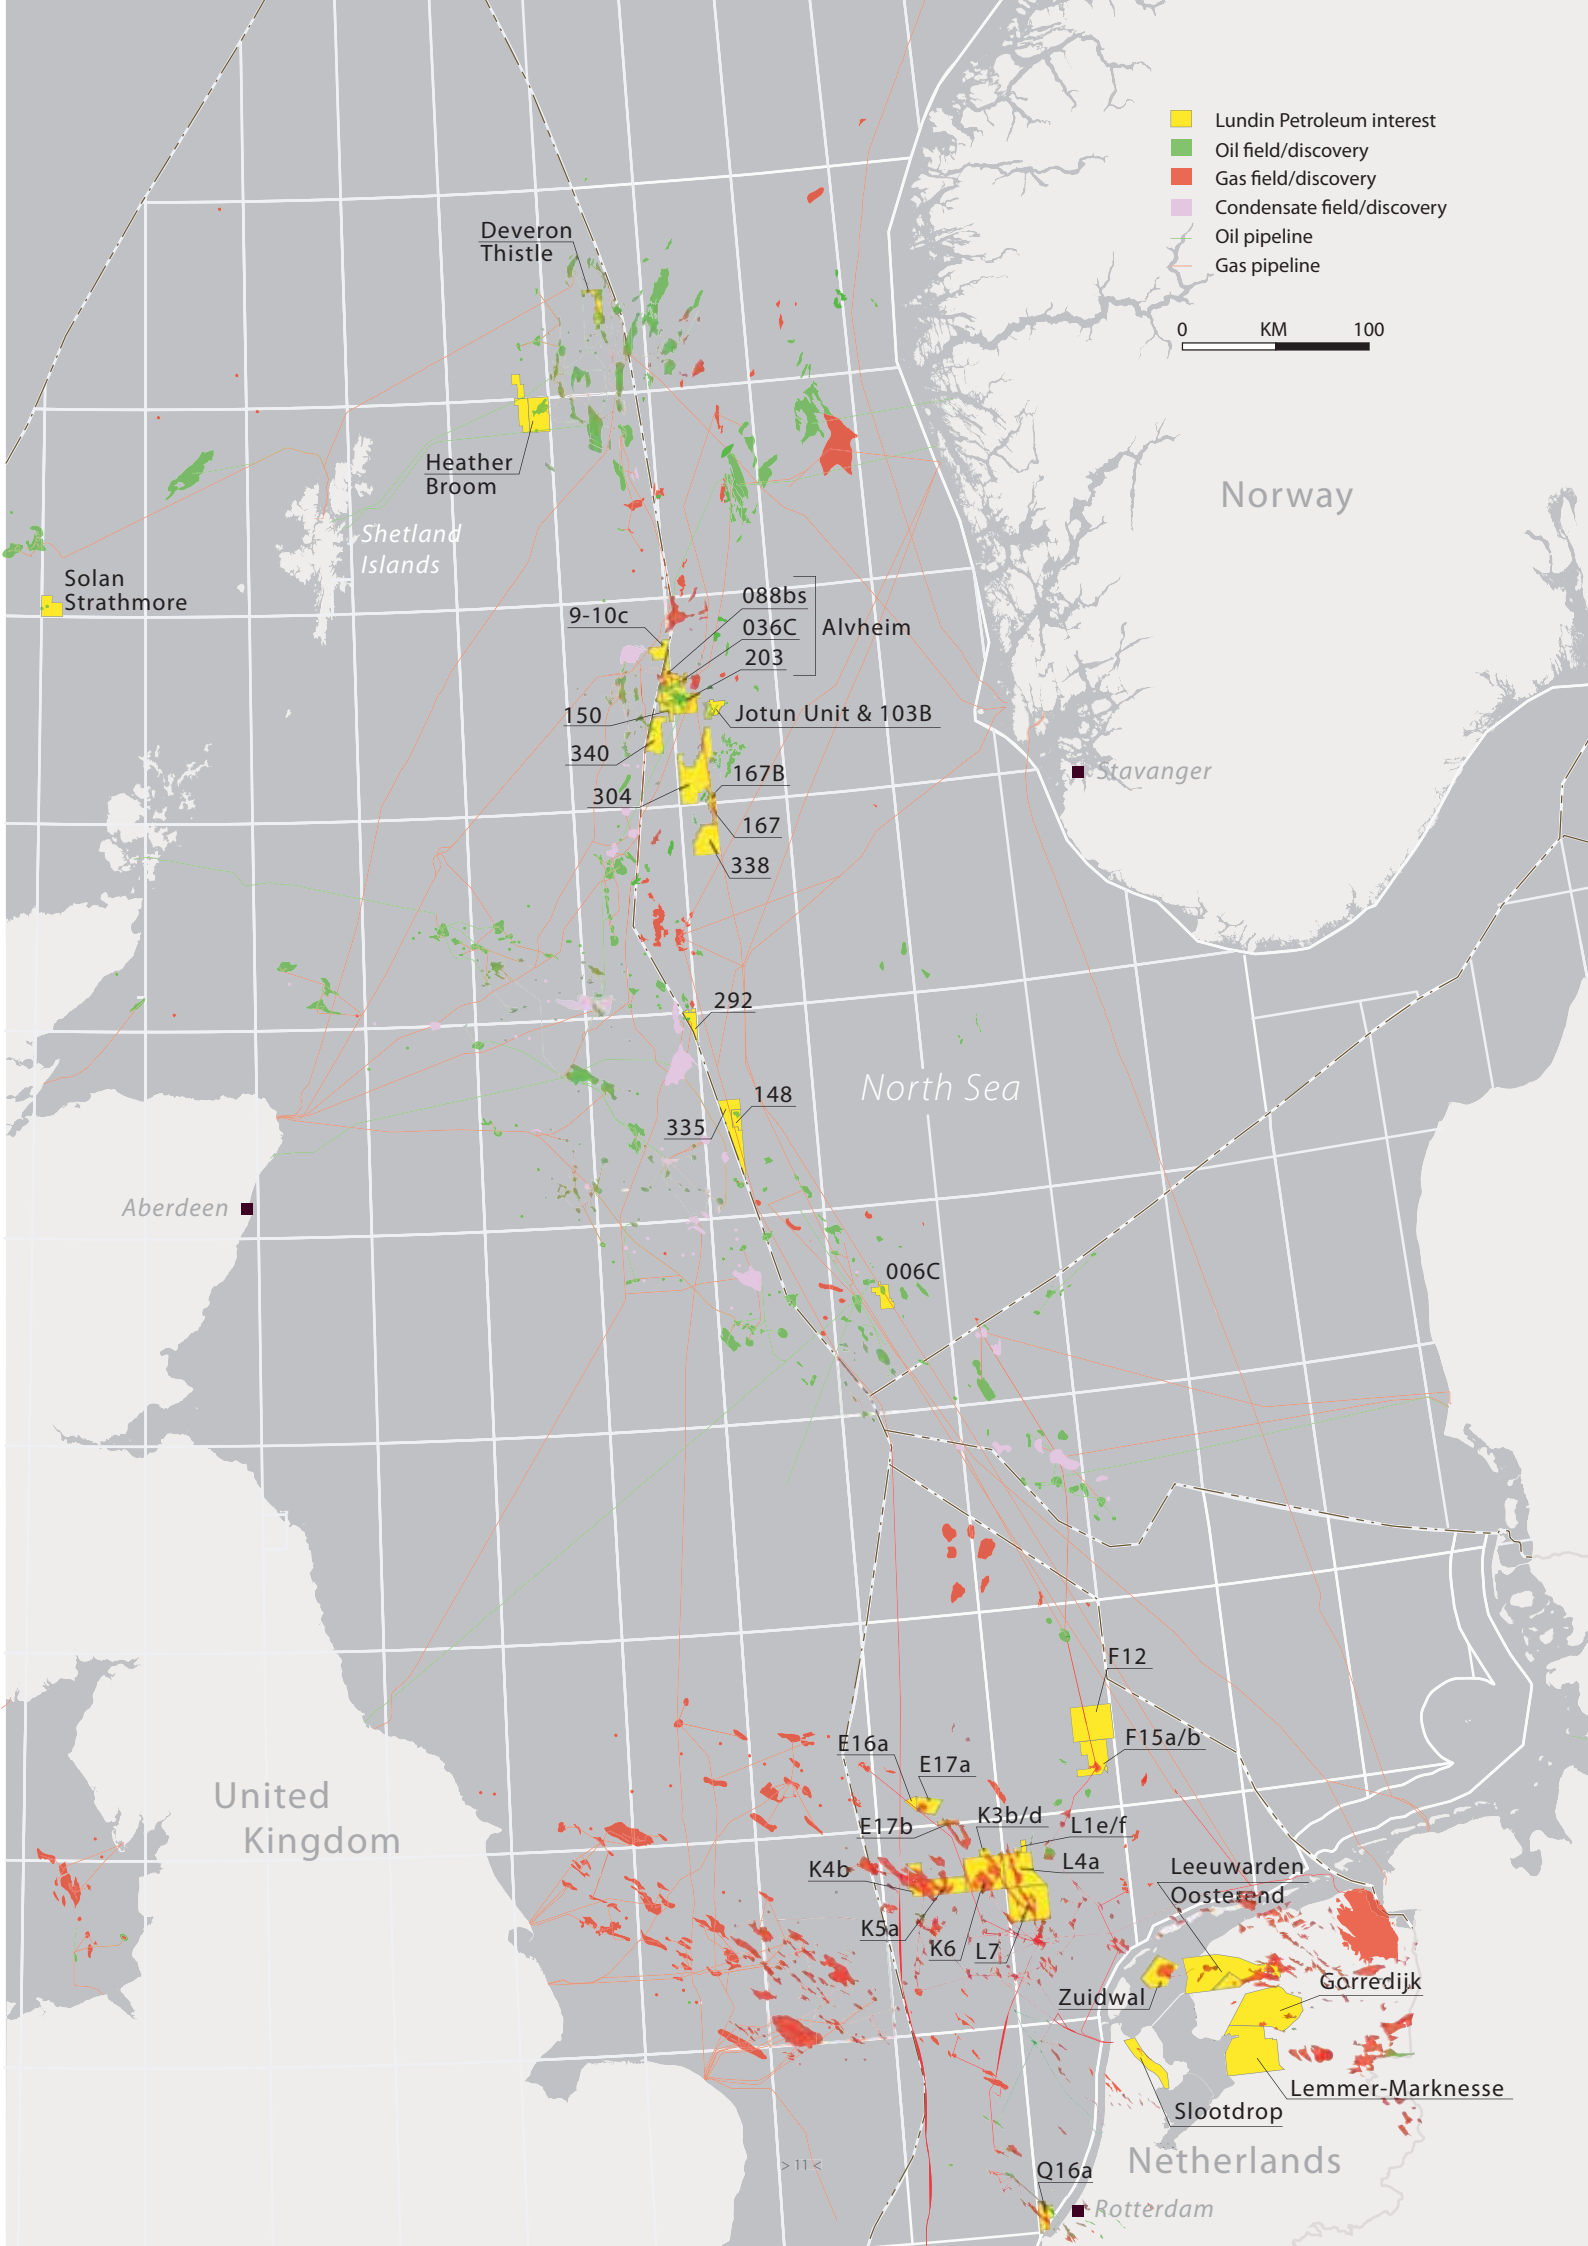 Lundin Petroleum interest
Oil field/discovery
Gas field/discovery
Condensate field/discovery
Oil pipeline
Gas pipeline
0 KM 100
Deveron
Thistle
Heather
Broom
Norway
Shetland
Islands
Solan
Strathmore
9-10c
088bs
036C
203
Alvheim
150
Jotun Unit & 103B
340
Stavanger
167B
304
167
338
292
North Sea
148
335
Aberdeen
006C
F12
F15a/b
E16a
E17a
United
Kingdom
K3b/d
E17b
L1e/f
K4b
L4a
Leeuwarden
Oosterend
K5a
K6
L7
Gorredijk
Zuidwal
Lemmer-Marknesse
Slootdrop
Netherlands
> 11 <
Q16a
Rotterdam